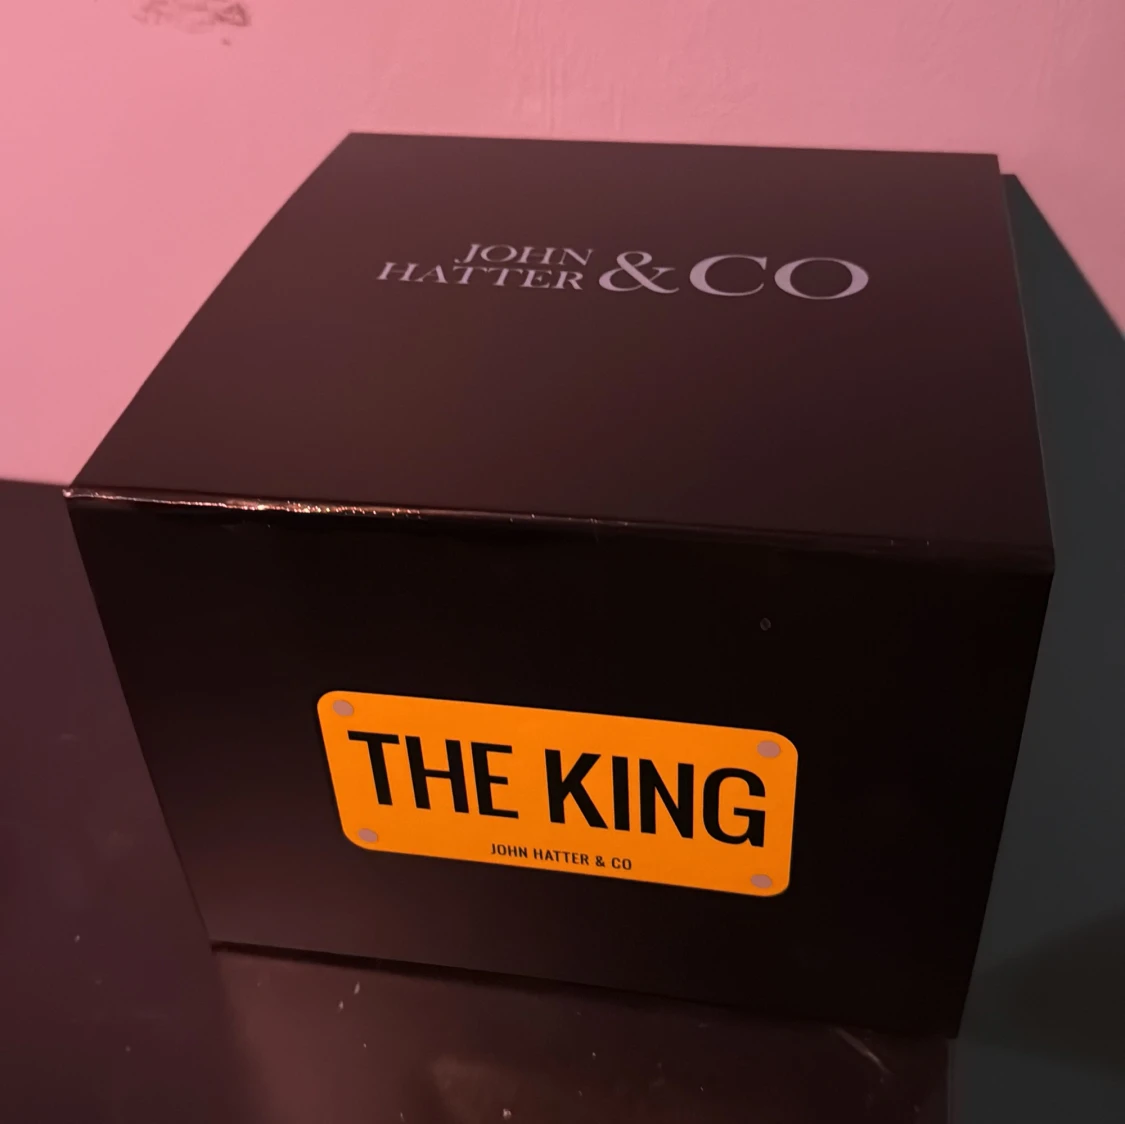 JOHN
HATTER & CO
THE KING
JOHN HATTER & CO